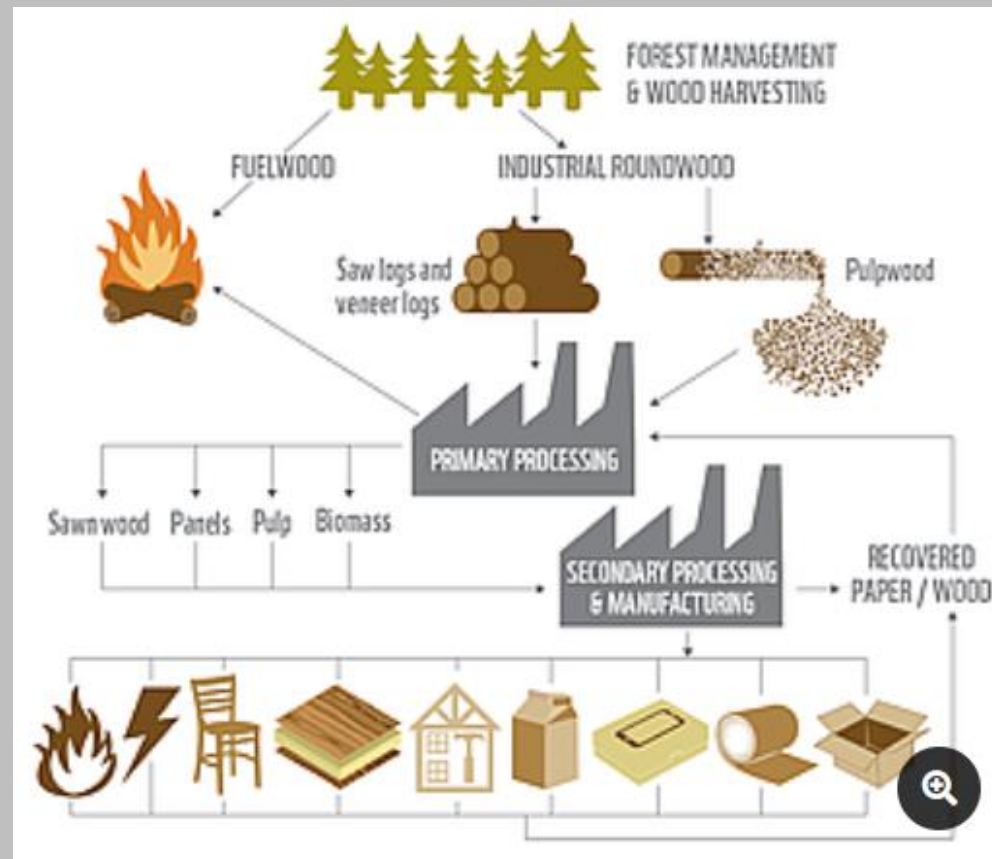 FOREST MANAGEMENT
& WOOD HARVESTING
FUELWOOD
INDUSTRIAL ROUNDWOOD
Saw logs and
veneer logs
Pulpwood
PRIMARY PROCESSING
Sawnwood
Panels
Pulp
Biomass
SECONDARY PROCESSING
& MANUFACTURING
RECOVERED
PAPER / WOOD